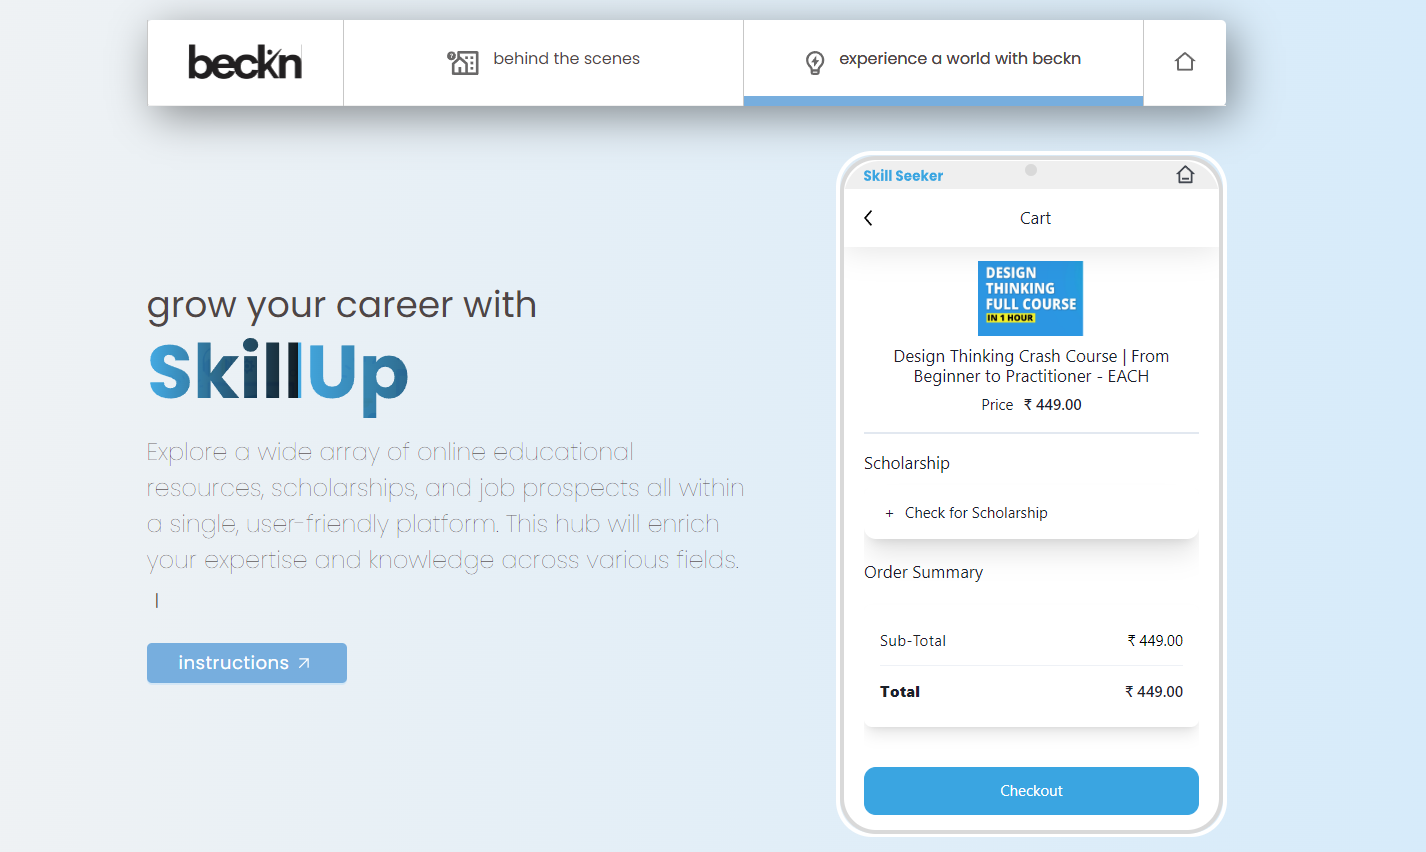 beckn
behind the scenes
experience a world with beckn
grow your career with
SkillUp
Explore a wide array of online educational
resources, scholarships, and job prospects all within
a single, user-friendly platform. This hub will enrich
your expertise and knowledge across various fields.
instructions
Skill Seeker
Cart
DESIGN
THINKING
FULL COURSE
IN 1 HOUR
Design Thinking Crash Course | From
Beginner to Practitioner - EACH
Price ₹ 449.00
Scholarship
+ Check for Scholarship
Order Summary
Sub-Total ₹ 449.00
Total ₹ 449.00
Checkout